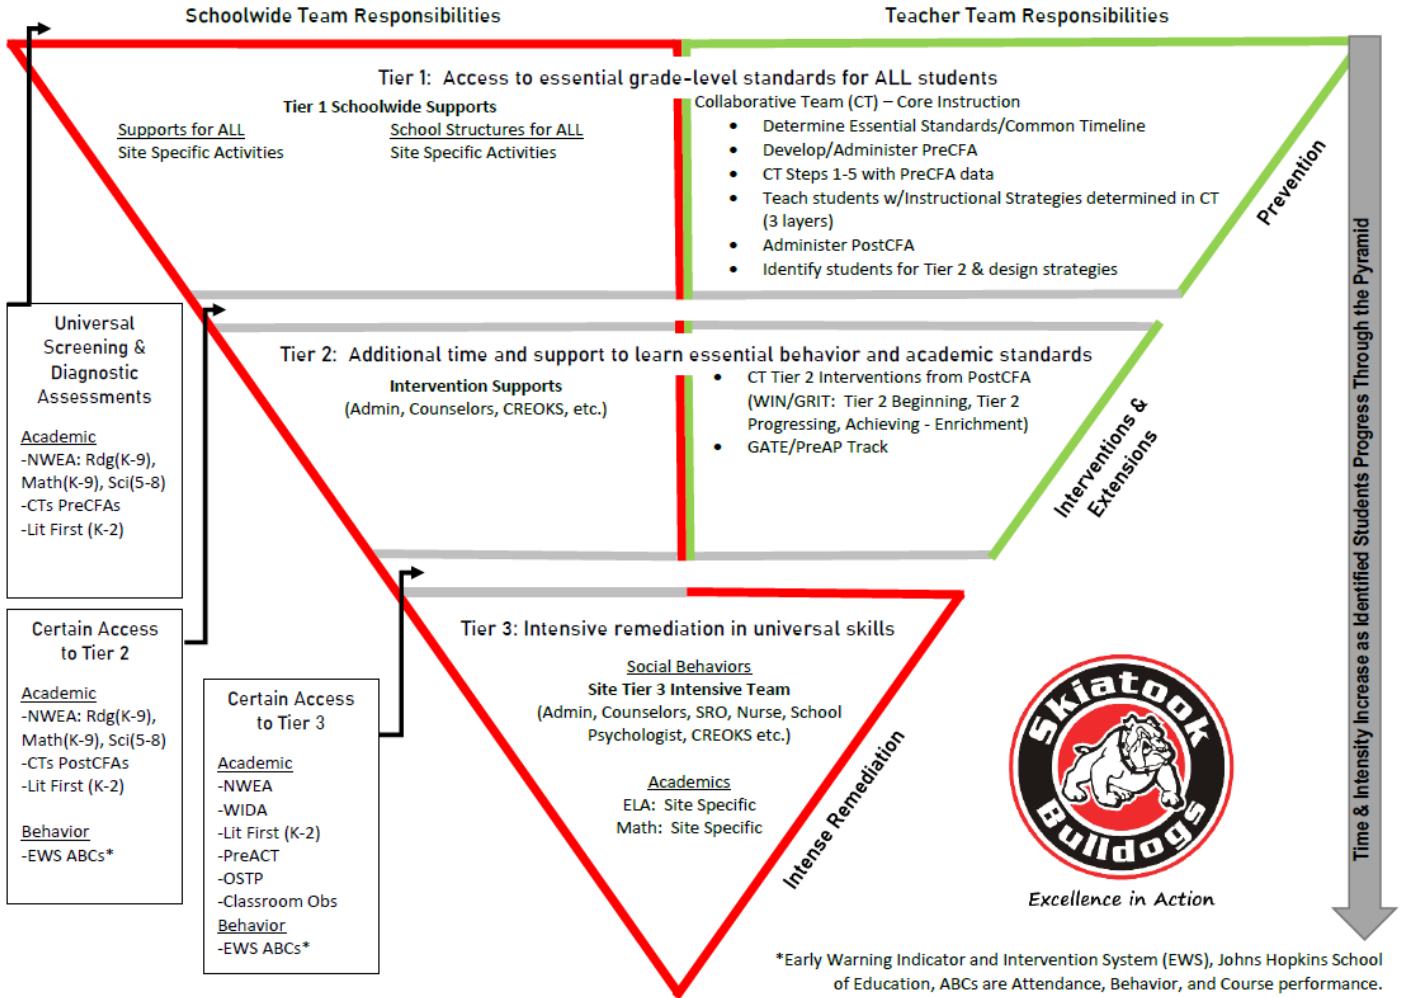 Schoolwide Team Responsibilities
Teacher Team Responsibilities
Tier 1:  Access to essential grade-level standards for ALL students
Tier 1 Schoolwide Supports
Supports for ALL
Site Specific Activities
School Structures for ALL
Site Specific Activities
Collaborative Team (CT) – Core Instruction
• Determine Essential Standards/Common Timeline
• Develop/Administer PreCFA
• CT Steps 1-5 with PreCFA data
• Teach students w/Instructional Strategies determined in CT
(3 layers)
• Administer PostCFA
• Identify students for Tier 2 & design strategies
Prevention
Tier 2:  Additional time and support to learn essential behavior and academic standards
Intervention Supports
(Admin, Counselors, CREOKS, etc.)
• CT Tier 2 Interventions from PostCFA
(WIN/GRIT:  Tier 2 Beginning, Tier 2
Progressing, Achieving - Enrichment)
• GATE/PreAP Track
Interventions &
Extensions
Tier 3: Intensive remediation in universal skills
Social Behaviors
Site Tier 3 Intensive Team
(Admin, Counselors, SRO, Nurse, School
Psychologist, CREOKS etc.)
Academics
ELA:  Site Specific
Math:  Site Specific
Intense Remediation
Universal
Screening &
Diagnostic
Assessments
Academic
-NWEA: Rdg(K-9),
Math(K-9), Sci(5-8)
-CTs PreCFAs
-Lit First (K-2)
Certain Access
to Tier 2
Academic
-NWEA: Rdg(K-9),
Math(K-9), Sci(5-8)
-CTs PostCFAs
-Lit First (K-2)
Behavior
-EWS ABCs*
Certain Access
to Tier 3
Academic
-NWEA
-WIDA
-Lit First (K-2)
-PreACT
-OSTP
-Classroom Obs
Behavior
-EWS ABCs*
Time & Intensity Increase as Identified Students Progress Through the Pyramid
Skiatook
Bulldogs
Excellence in Action
*Early Warning Indicator and Intervention System (EWS), Johns Hopkins School
of Education, ABCs are Attendance, Behavior, and Course performance.